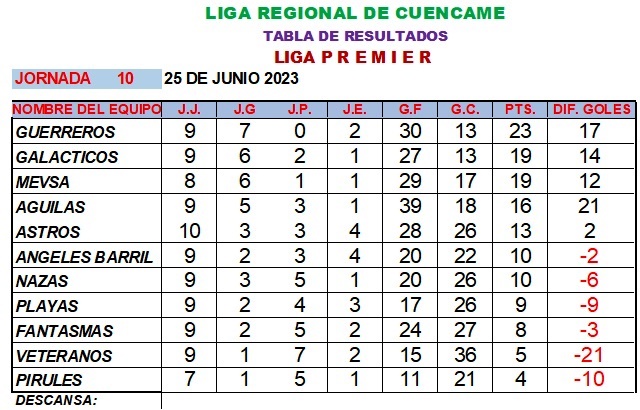 LIGA REGIONAL DE CUENCAME
TABLA DE RESULTADOS
LIGA P R E M I E R
JORNADA 10 25 DE JUNIO 2023
NOMBRE DEL EQUIPO J.J. J.G J.P. J.E. G.F G.C. PTS. DIF. GOLES
GUERREROS 9 7 0 2 30 13 23 17
GALACTICOS 9 6 2 1 27 13 19 14
MEVSA 8 6 1 1 29 17 19 12
AGUILAS 9 5 3 1 39 18 16 21
ASTROS 10 3 3 4 28 26 13 2
ANGELES BARRIL 9 2 3 4 20 22 10 -2
NAZAS 9 3 5 1 20 26 10 -6
PLAYAS 9 2 4 3 17 26 9 -9
FANTASMAS 9 2 5 2 24 27 8 -3
VETERANOS 9 1 7 2 15 36 5 -21
PIRULES 7 1 5 1 11 21 4 -10
DESCANSA: